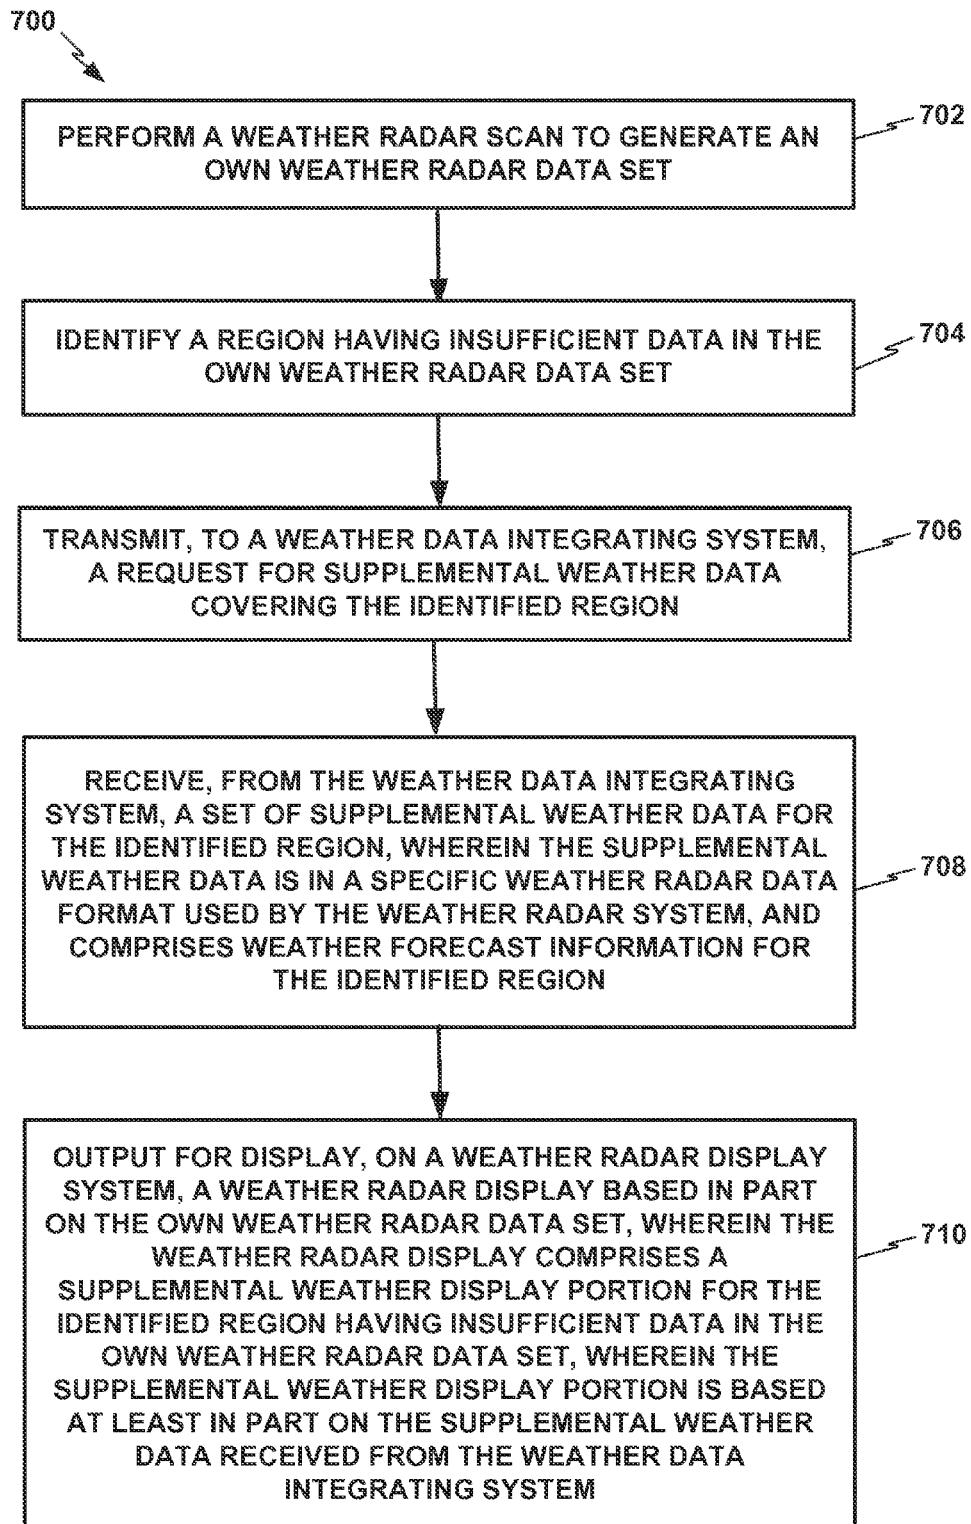 700
PERFORM A WEATHER RADAR SCAN TO GENERATE AN
OWN WEATHER RADAR DATA SET
702
IDENTIFY A REGION HAVING INSUFFICIENT DATA IN THE
OWN WEATHER RADAR DATA SET
704
TRANSMIT, TO A WEATHER DATA INTEGRATING SYSTEM,
A REQUEST FOR SUPPLEMENTAL WEATHER DATA
COVERING THE IDENTIFIED REGION
706
RECEIVE, FROM THE WEATHER DATA INTEGRATING
SYSTEM, A SET OF SUPPLEMENTAL WEATHER DATA FOR
THE IDENTIFIED REGION, WHEREIN THE SUPPLEMENTAL
WEATHER DATA IS IN A SPECIFIC WEATHER RADAR DATA
FORMAT USED BY THE WEATHER RADAR SYSTEM, AND
COMPRISES WEATHER FORECAST INFORMATION FOR
THE IDENTIFIED REGION
708
OUTPUT FOR DISPLAY, ON A WEATHER RADAR DISPLAY
SYSTEM, A WEATHER RADAR DISPLAY BASED IN PART
ON THE OWN WEATHER RADAR DATA SET, WHEREIN THE
WEATHER RADAR DISPLAY COMPRISES A
SUPPLEMENTAL WEATHER DISPLAY PORTION FOR THE
IDENTIFIED REGION HAVING INSUFFICIENT DATA IN THE
OWN WEATHER RADAR DATA SET, WHEREIN THE
SUPPLEMENTAL WEATHER DISPLAY PORTION IS BASED
AT LEAST IN PART ON THE SUPPLEMENTAL WEATHER
DATA RECEIVED FROM THE WEATHER DATA
INTEGRATING SYSTEM
710